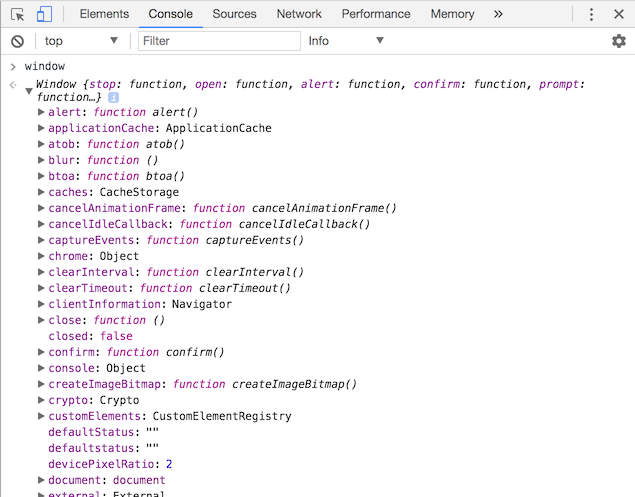 Elements Console Sources Network Performance Memory »
top Filter Info
window
Window {stop: function, open: function, alert: function, confirm: function, prompt:
function…} i
alert: function alert()
applicationCache: ApplicationCache
atob: function atob()
blur: function ()
btoa: function btoa()
caches: CacheStorage
cancelAnimationFrame: function cancelAnimationFrame()
cancelIdleCallback: function cancelIdleCallback()
captureEvents: function captureEvents()
chrome: Object
clearInterval: function clearInterval()
clearTimeout: function clearTimeout()
clientInformation: Navigator
close: function ()
closed: false
confirm: function confirm()
console: Object
createImageBitmap: function createImageBitmap()
crypto: Crypto
customElements: CustomElementRegistry
defaultStatus: ""
defaultstatus: ""
devicePixelRatio: 2
document: document
external: External